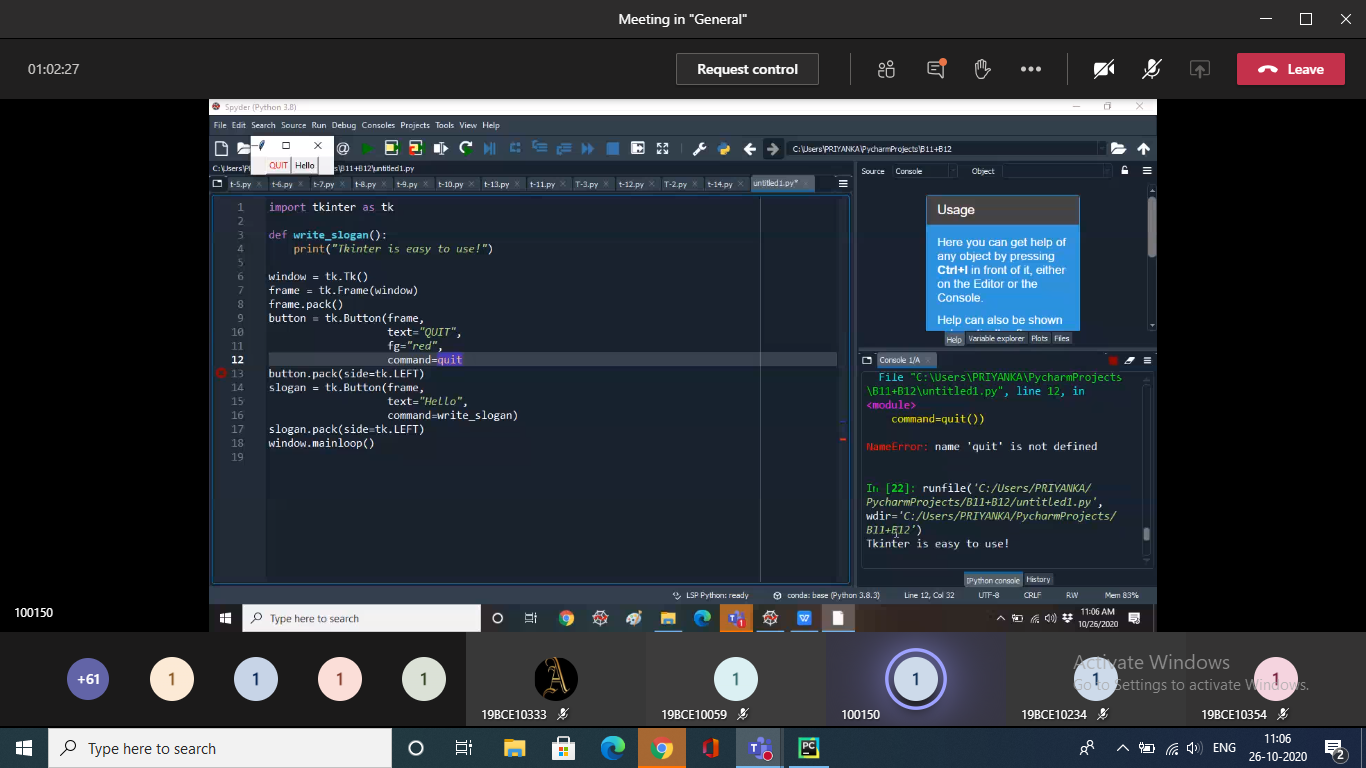 Meeting in "General"
01:02:27
Request control
Leave
Spyder (Python 3.8)
File Edit Search Source Run Debug Consoles Projects Tools View Help
C:\Users\PRIYANKA\PycharmProjects\B11+B12
QUIT Hello
C:\Users\P
s\B11+B12\untitled1.py
t-5.py t-6.py t-7.py t-8.py t-9.py t-10.py t-13.py t-11.py T-3.py t-12.py T-2.py t-14.py untitled1.py*
Source Console Object
1 import tkinter as tk
2
3 def write_slogan():
4 print("Tkinter is easy to use!")
5
6 window = tk.Tk()
7 frame = tk.Frame(window)
8 frame.pack()
9 button = tk.Button(frame,
10 text="QUIT",
11 fg="red",
12 command=quit
13 button.pack(side=tk.LEFT)
14 slogan = tk.Button(frame,
15 text="Hello",
16 command=write_slogan)
17 slogan.pack(side=tk.LEFT)
18 window.mainloop()
19
Usage
Here you can get help of
any object by pressing
Ctrl+I in front of it, either
on the Editor or the
Console.
Help can also be shown
Help Variable explorer Plots Files
Console 1/A
File "C:\Users\PRIYANKA\PycharmProjects
\B11+B12\untitled1.py", line 12, in
<module>
command=quit())
NameError: name 'quit' is not defined
In [22]: runfile('C:/Users/PRIYANKA/
PycharmProjects/B11+B12/untitled1.py',
wdir='C:/Users/PRIYANKA/PycharmProjects/
B11+B12')
Tkinter is easy to use!
IPython console History
LSP Python: ready conda: base (Python 3.8.3) Line 12, Col 32 UTF-8 CRLF RW Mem 83%
Type here to search
11:06 AM
10/26/2020
100150
+61 1 1 1 1 1 1 1 1
19BCE10333 19BCE10059 100150 19BCE10234 19BCE10354
Activate Windows
Go to Settings to activate Windows.
Type here to search
ENG
11:06
26-10-2020
2